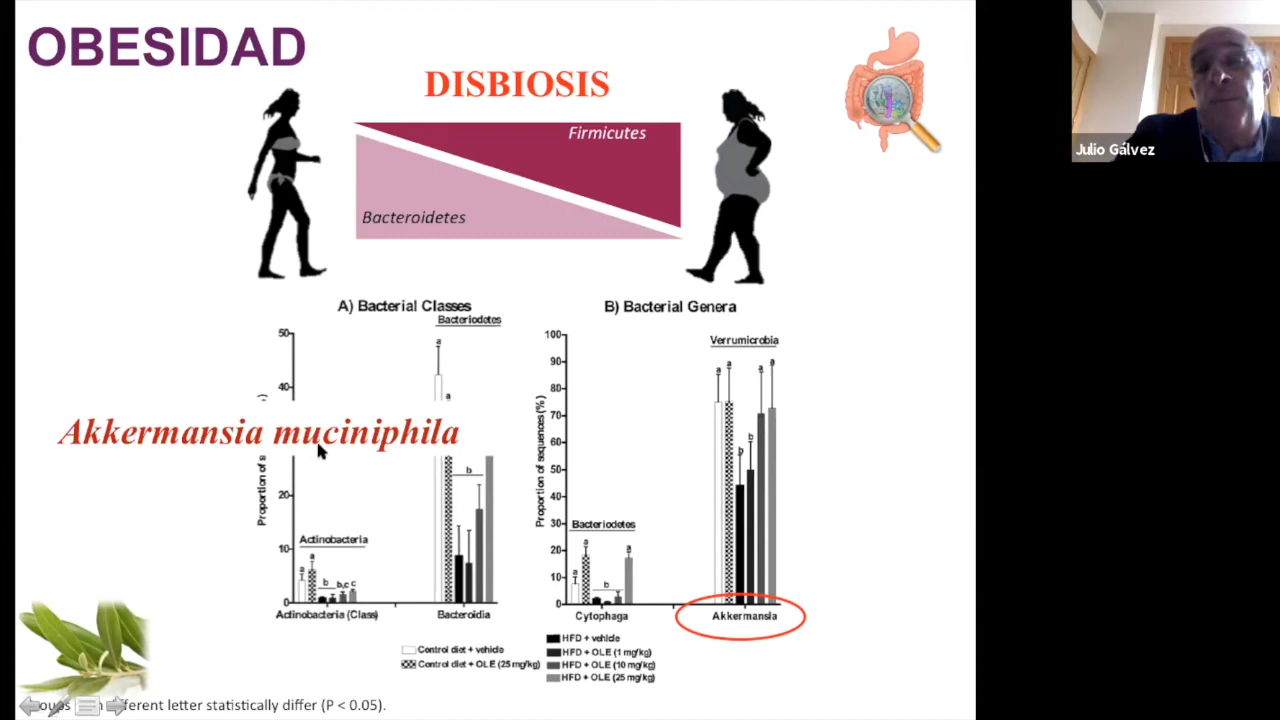 OBESIDAD
DISBIOSIS
Firmicutes
Bacteroidetes
Julio Gálvez
A) Bacterial Classes
Bacteriodetes
50
40
20
10
0
Proportion of
a
a
Actinobacteria
a
a
b
b,c
c
b
Actinobacteria (Class)
Bacteroidia
Akkermansia muciniphila
B) Bacterial Genera
Verrumicrobia
100
90
80
70
60
50
40
30
20
10
0
Proportion of sequences (%)
Bacteriodetes
a
a
b
a
a
a
b
b
a
a
Cytophaga
Akkermansia
Control diet + vehicle
Control diet + OLE (25 mg/kg)
HFD + vehicle
HFD + OLE (1 mg/kg)
HFD + OLE (10 mg/kg)
HFD + OLE (25 mg/kg)
ferent letter statistically differ (P < 0.05).